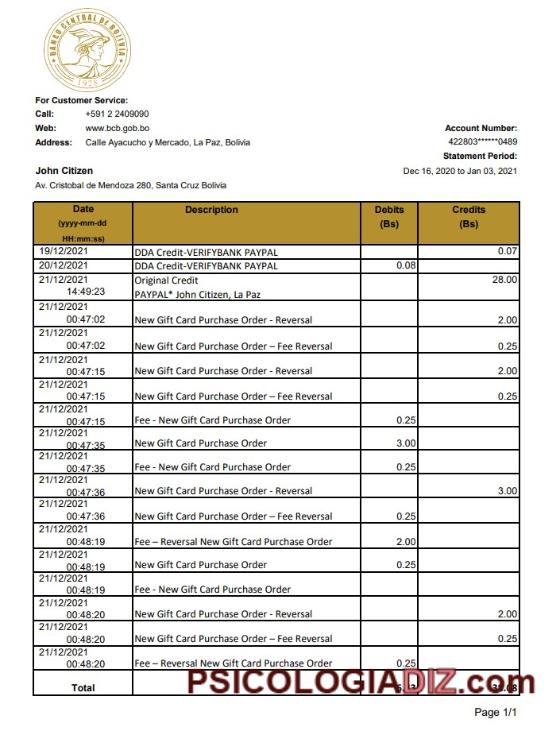 BANCO CENTRAL DE BOLIVIA
1928
For Customer Service:
Call: +591 2 2409090
Web: www.bcb.gob.bo
Address: Calle Ayacucho y Mercado, La Paz, Bolivia
Account Number:
422803******0489
Statement Period:
John Citizen Dec 16, 2020 to Jan 03, 2021
Av. Cristobal de Mendoza 280, Santa Cruz Bolivia
Date Description Debits Credits
(yyyy-mm-dd (Bs) (Bs)
HH:mm:ss)
19/12/2021 DDA Credit-VERIFYBANK PAYPAL 0.07
20/12/2021 DDA Credit-VERIFYBANK PAYPAL 0.08
21/12/2021 Original Credit 28.00
14:49:23 PAYPAL* John Citizen, La Paz
21/12/2021
00:47:02 New Gift Card Purchase Order - Reversal 2.00
21/12/2021
00:47:02 New Gift Card Purchase Order – Fee Reversal 0.25
21/12/2021
00:47:15 New Gift Card Purchase Order - Reversal 2.00
21/12/2021
00:47:15 New Gift Card Purchase Order – Fee Reversal 0.25
21/12/2021
00:47:15 Fee - New Gift Card Purchase Order 0.25
21/12/2021
00:47:35 New Gift Card Purchase Order 3.00
21/12/2021
00:47:35 Fee - New Gift Card Purchase Order 0.25
21/12/2021
00:47:36 New Gift Card Purchase Order - Reversal 3.00
21/12/2021
00:47:36 New Gift Card Purchase Order – Fee Reversal 0.25
21/12/2021
00:48:19 Fee – Reversal New Gift Card Purchase Order 2.00
21/12/2021
00:48:19 New Gift Card Purchase Order 0.25
21/12/2021
00:48:19 Fee - New Gift Card Purchase Order
21/12/2021
00:48:20 New Gift Card Purchase Order - Reversal 2.00
21/12/2021
00:48:20 New Gift Card Purchase Order – Fee Reversal 0.25
21/12/2021
00:48:20 Fee – Reversal New Gift Card Purchase Order 0.25
Total
PSICOLOGIADIZ.com
Page 1/1